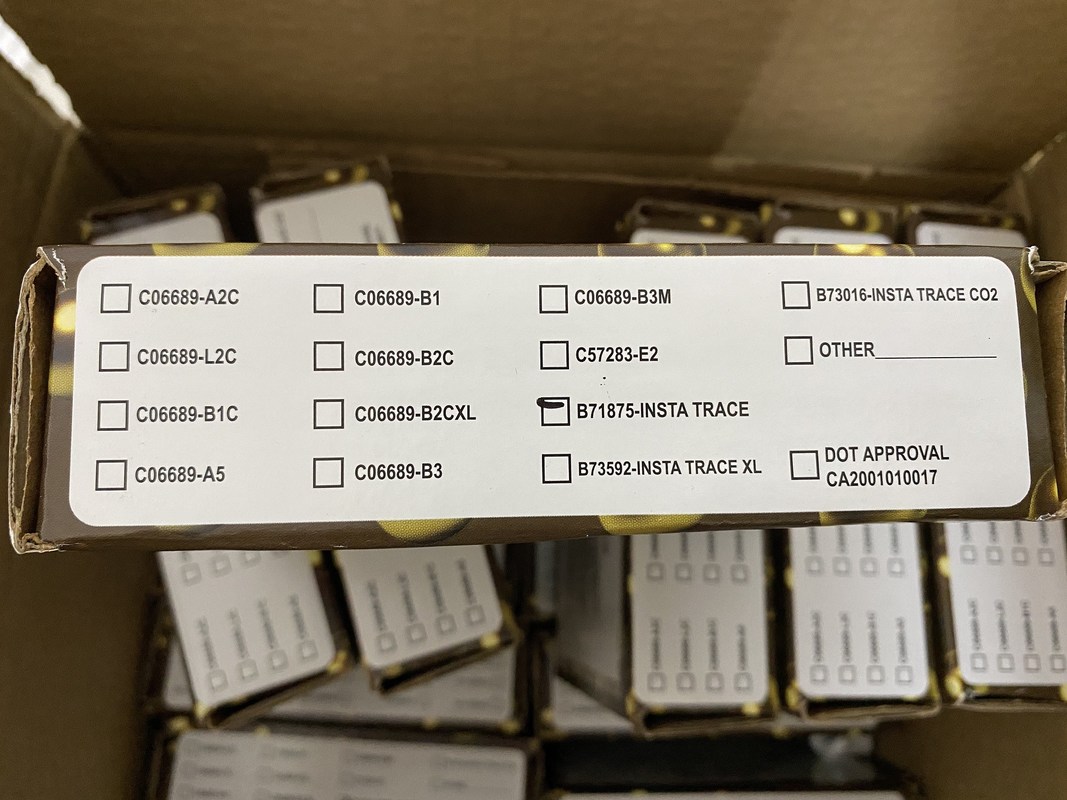 C06689-A2C
C06689-L2C
C06689-B1C
C06689-A5
C06689-B1
C06689-B2C
C06689-B2CXL
C06689-B3
C06689-B3M
C57283-E2
B71875-INSTA TRACE
B73592-INSTA TRACE XL
B73016-INSTA TRACE CO2
OTHER
DOT APPROVAL
CA2001010017